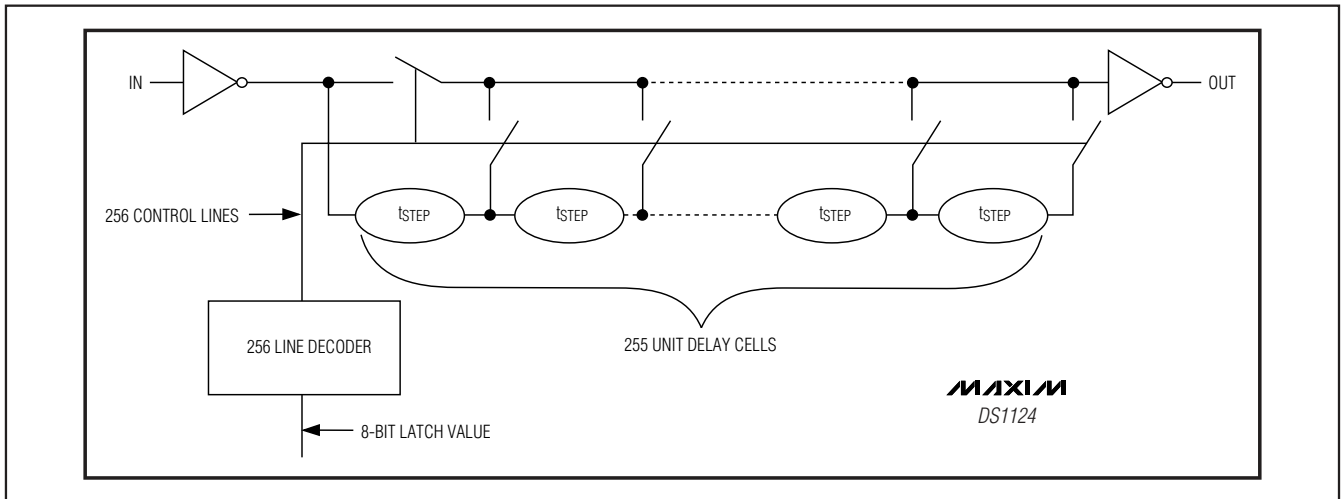 IN
OUT
256 CONTROL LINES
tSTEP
tSTEP
tSTEP
tSTEP
256 LINE DECODER
255 UNIT DELAY CELLS
MAXIM
DS1124
8-BIT LATCH VALUE